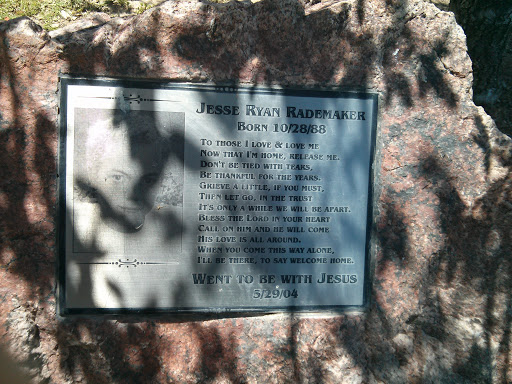 Jesse Ryan Rademaker
Born 10/28/88
To those I love & love me
Now that I'm home, release me.
Don't be tied with tears,
Be thankful for the years.
Grieve a little, if you must,
Then let go, in the trust
It's only a while we will be apart.
Bless the Lord in your heart
Call on him and he will come
His love is all around.
When you come this way alone,
I'll be there, to say welcome home.
Went to be with Jesus
5/29/04